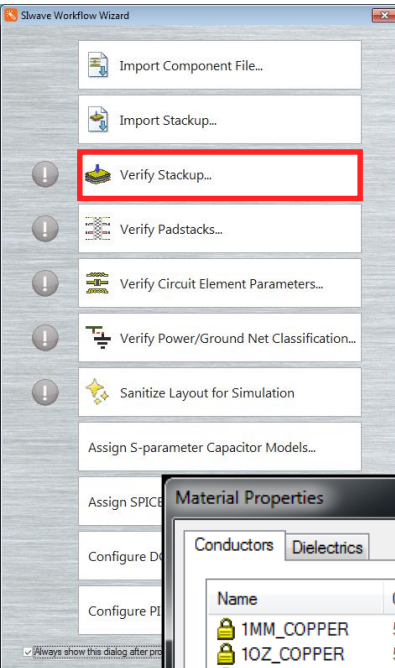 SIwave Workflow Wizard
Import Component File...
Import Stackup...
Verify Stackup...
Verify Padstacks...
Verify Circuit Element Parameters...
Verify Power/Ground Net Classification...
Sanitize Layout for Simulation
Assign S-parameter Capacitor Models...
Assign SPICE
Configure DC
Configure PI
Always show this dialog after pro
Material Properties
Conductors Dielectrics
Name
1MM_COPPER 5
1OZ_COPPER 5